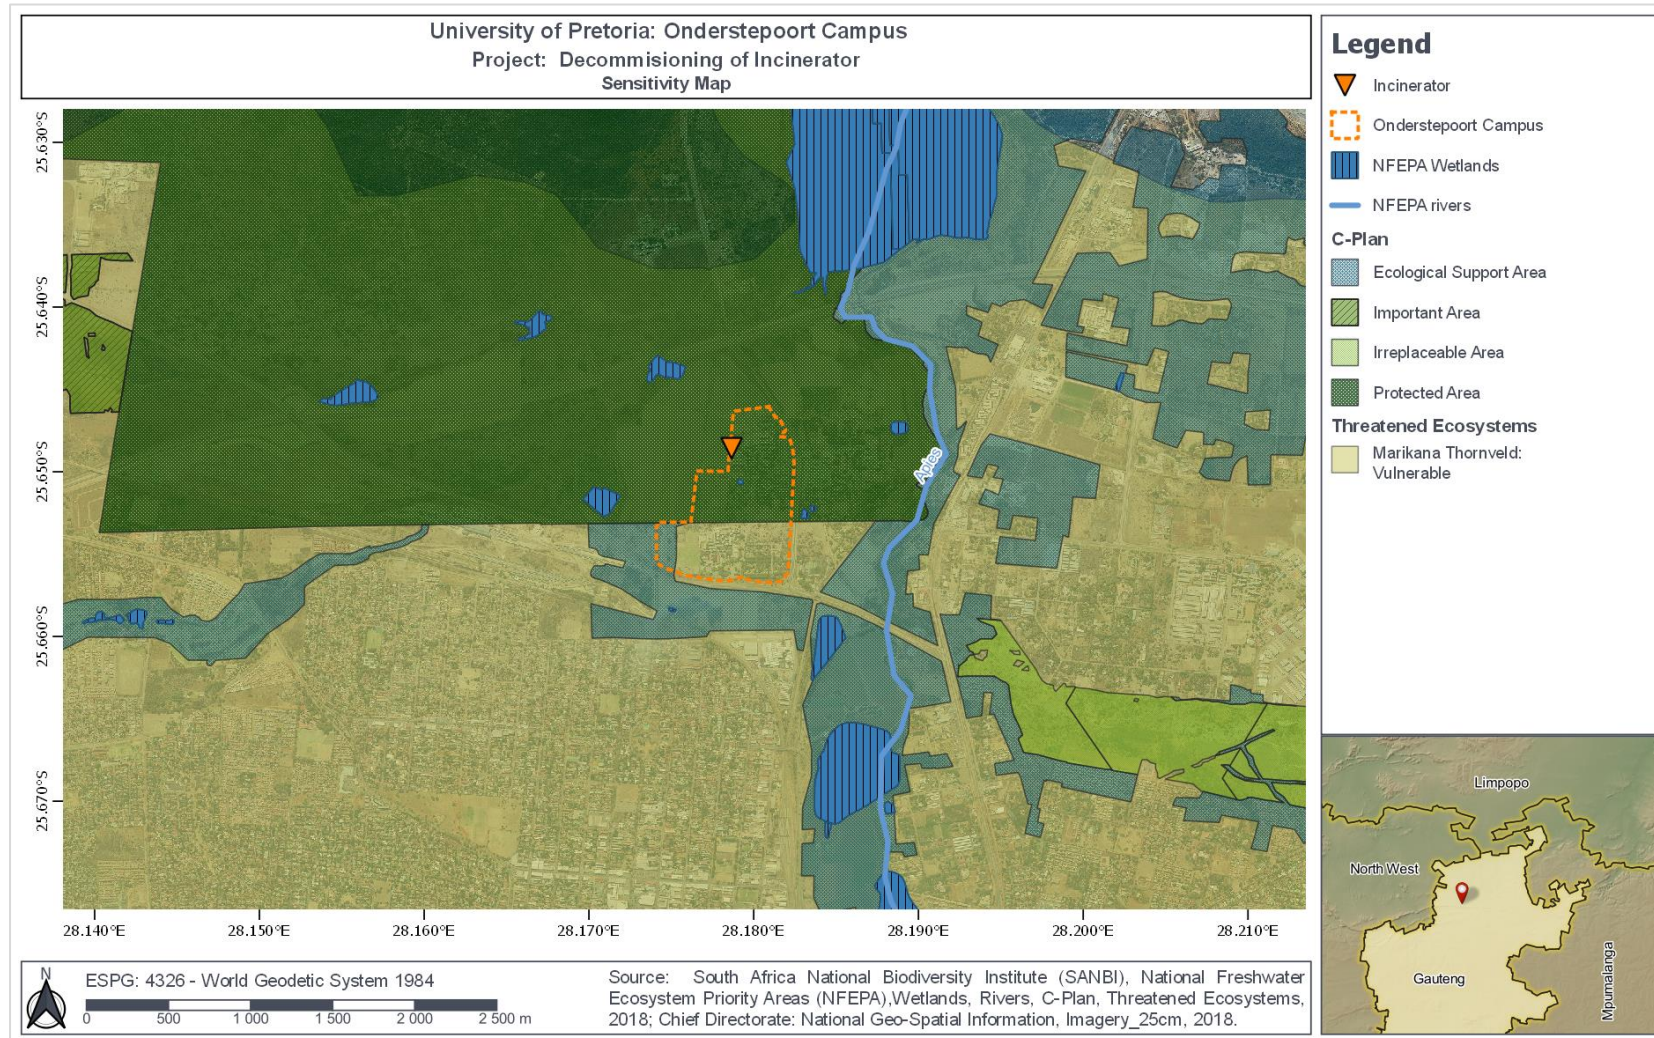 University of Pretoria: Onderstepoort Campus
Project: Decommisioning of Incinerator
Sensitivity Map
25.630°S
25.640°S
25.650°S
25.660°S
25.670°S
Apies
28.140°E
28.150°E
28.160°E
28.170°E
28.180°E
28.190°E
28.200°E
28.210°E
N
ESPG: 4326 - World Geodetic System 1984
0
500
1 000
1 500
2 000
2 500 m
Source: South Africa National Biodiversity Institute (SANBI), National Freshwater
Ecosystem Priority Areas (NFEPA),Wetlands, Rivers, C-Plan, Threatened Ecosystems,
2018; Chief Directorate: National Geo-Spatial Information, Imagery_25cm, 2018.
Legend
Incinerator
Onderstepoort Campus
NFEPA Wetlands
NFEPA rivers
C-Plan
Ecological Support Area
Important Area
Irreplaceable Area
Protected Area
Threatened Ecosystems
Marikana Thornveld:
Vulnerable
Limpopo
North West
Gauteng
Mpumalanga